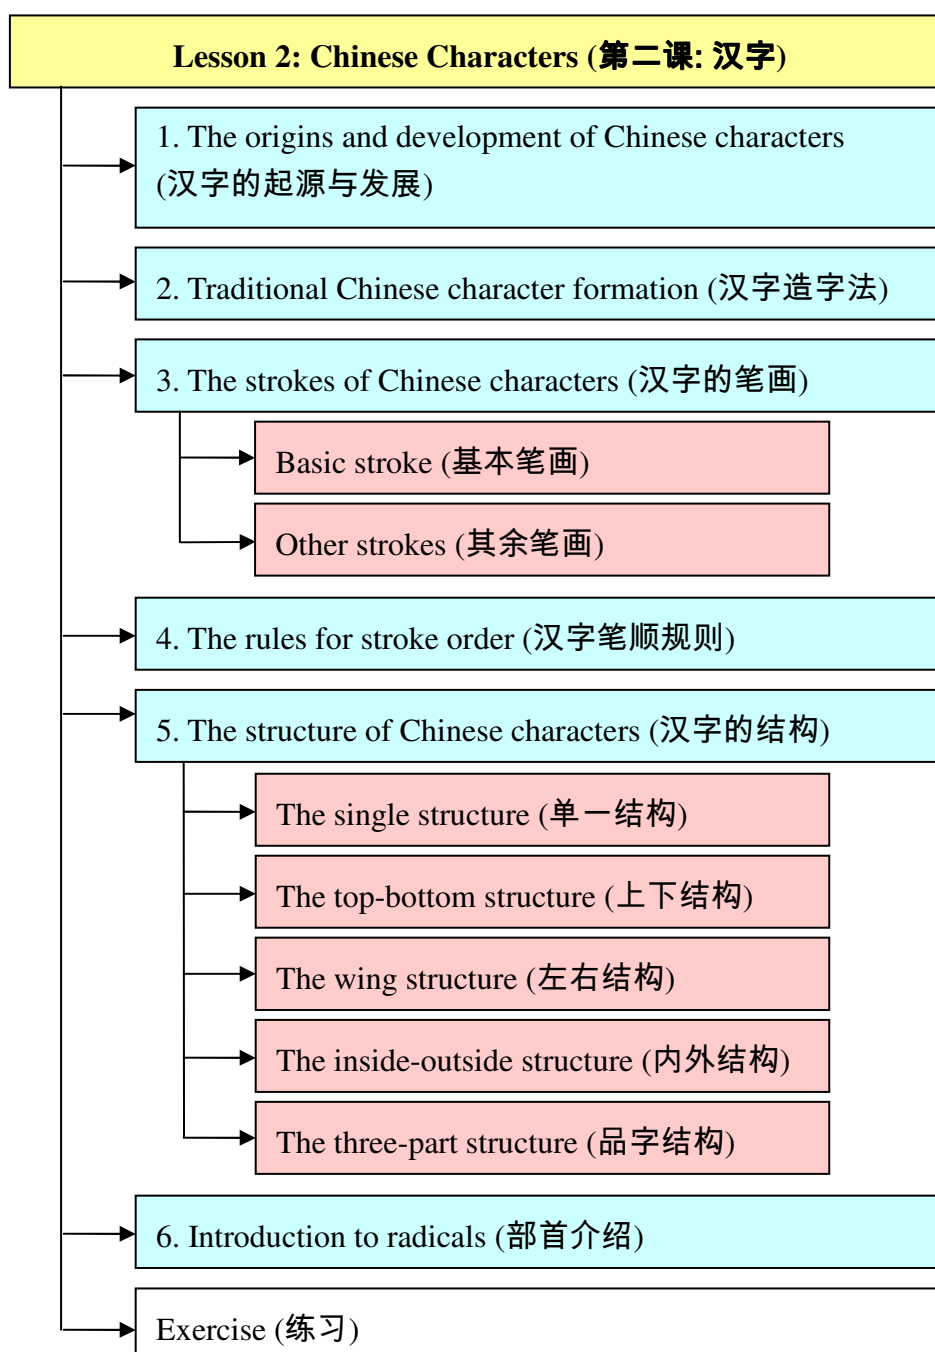 Lesson 2: Chinese Characters (第二课: 汉字)
1. The origins and development of Chinese characters
(汉字的起源与发展)
2. Traditional Chinese character formation (汉字造字法)
3. The strokes of Chinese characters (汉字的笔画)
Basic stroke (基本笔画)
Other strokes (其余笔画)
4. The rules for stroke order (汉字笔顺规则)
5. The structure of Chinese characters (汉字的结构)
The single structure (单一结构)
The top-bottom structure (上下结构)
The wing structure (左右结构)
The inside-outside structure (内外结构)
The three-part structure (品字结构)
6. Introduction to radicals (部首介绍)
Exercise (练习)